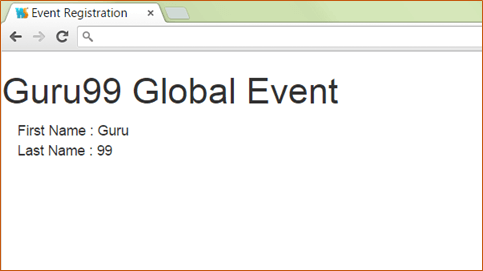 Event Registration
Guru99 Global Event
First Name : Guru
Last Name : 99